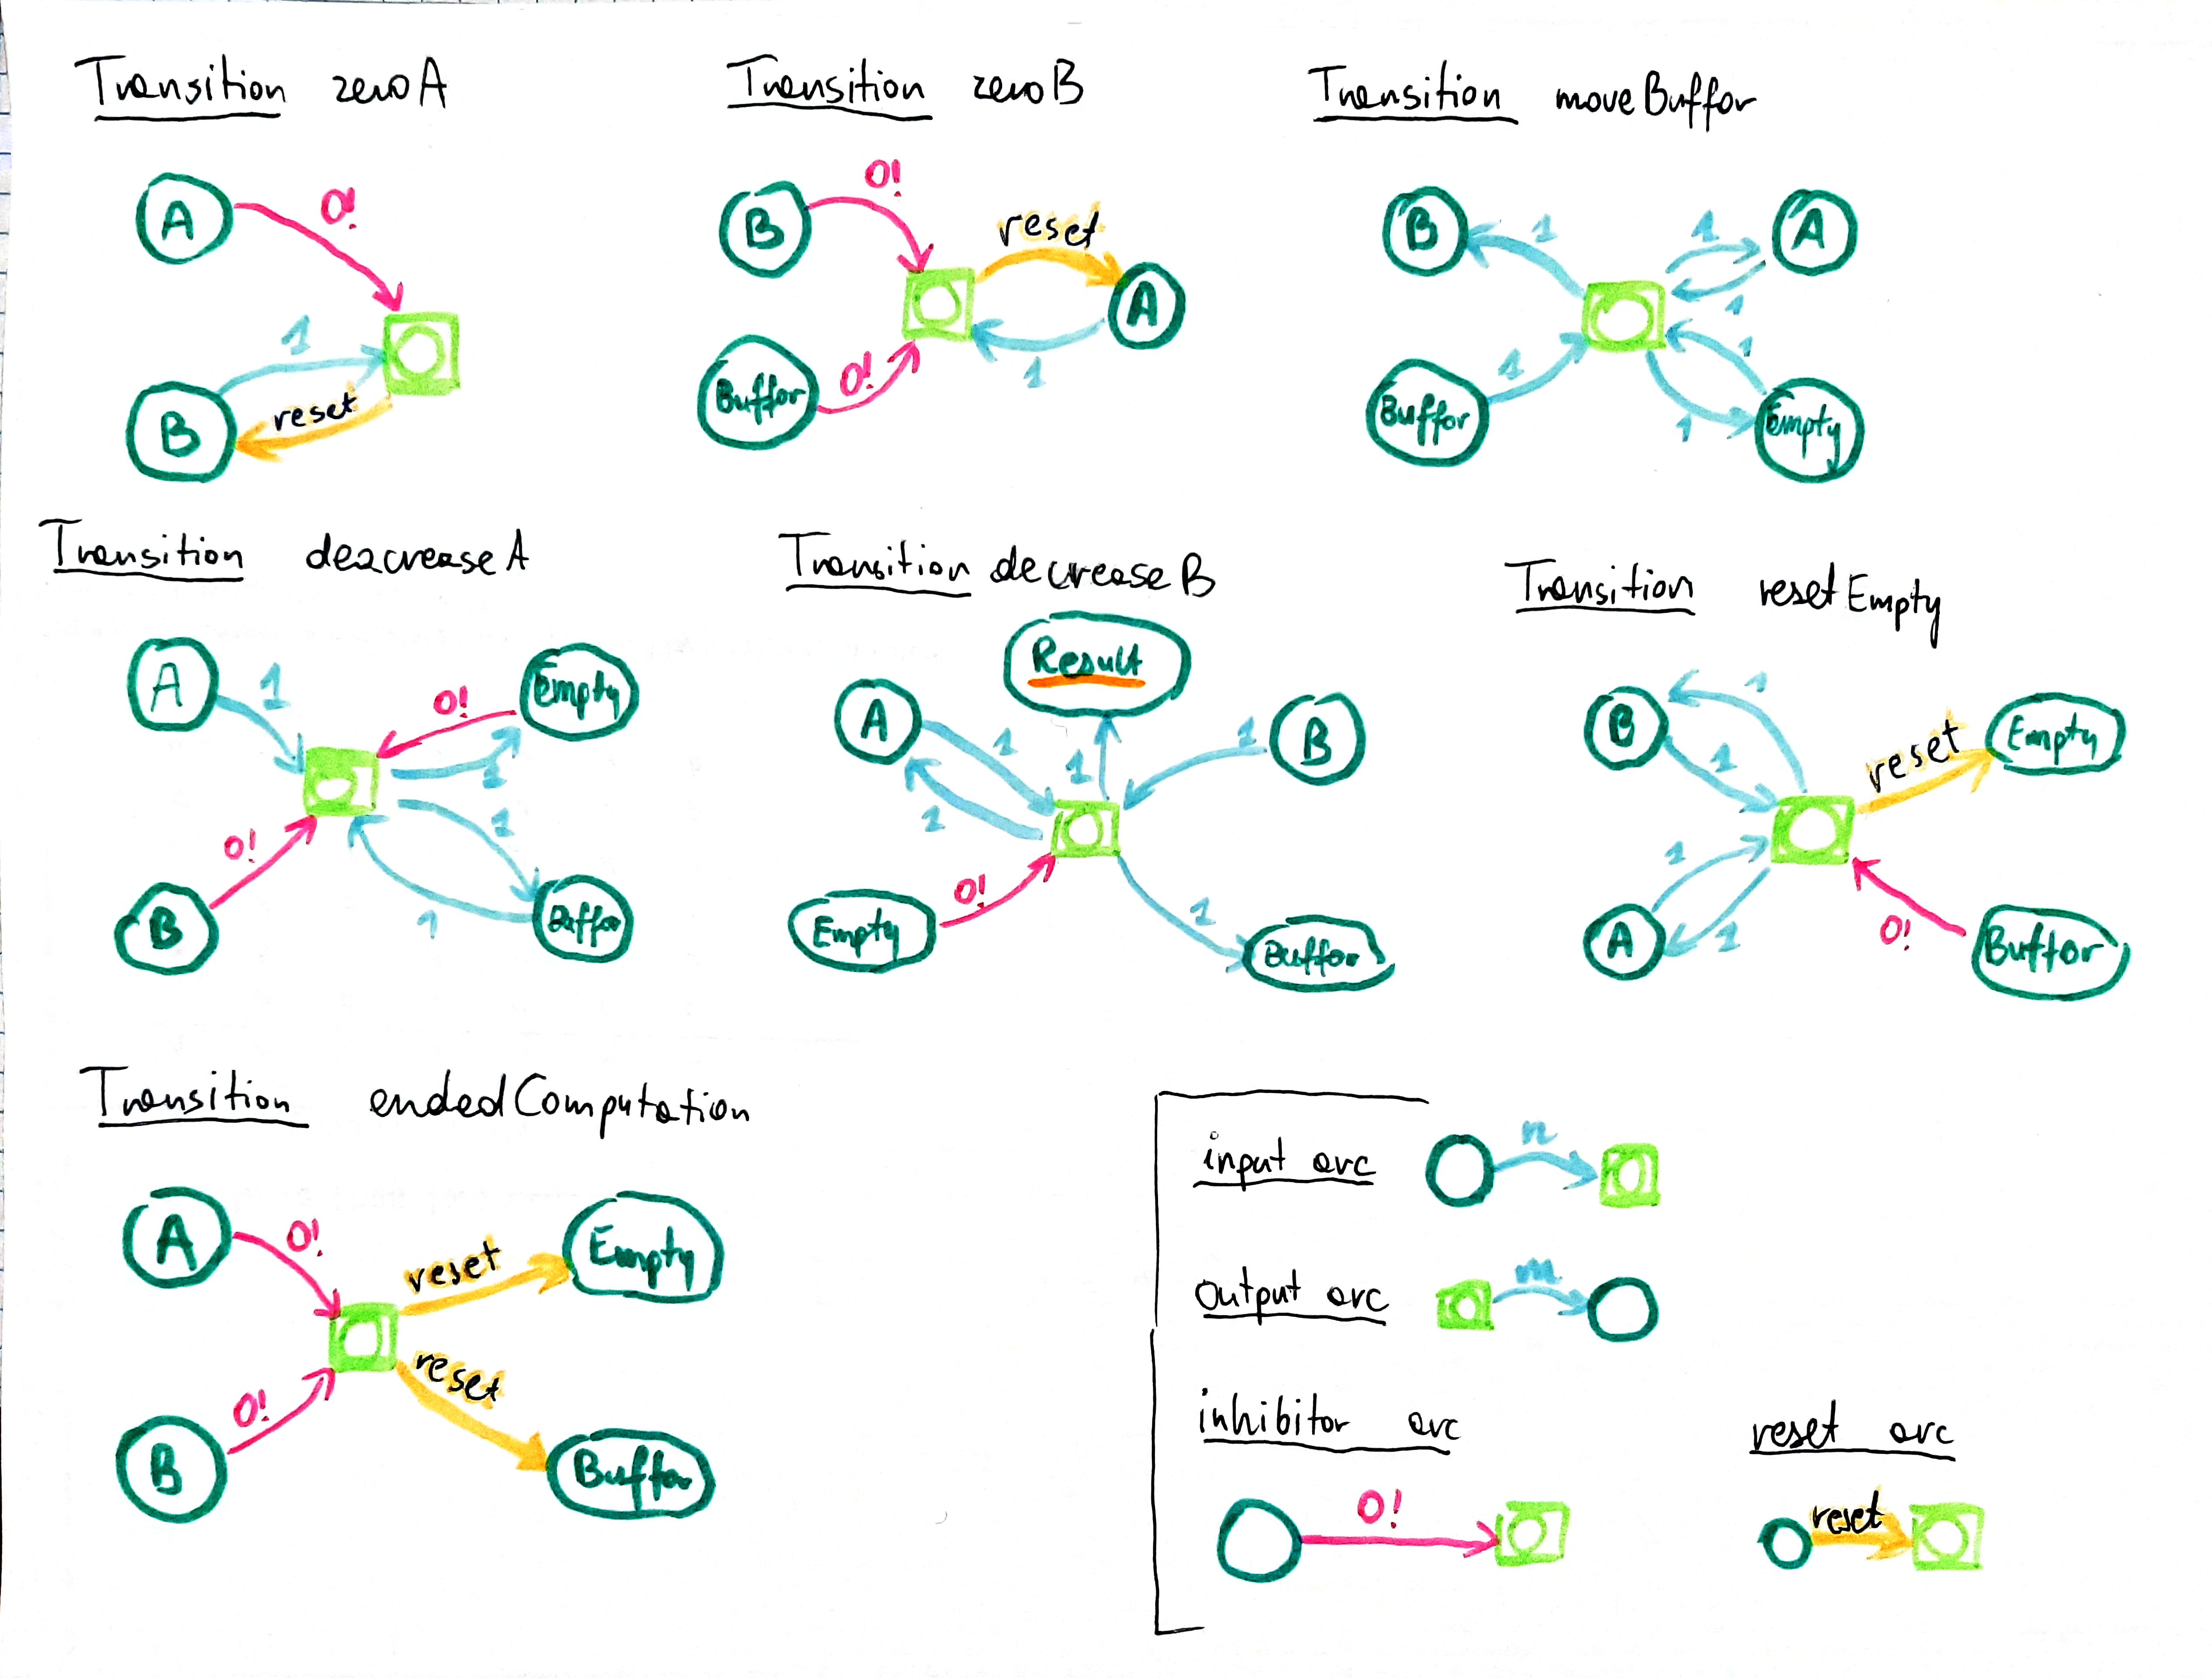 Transition zeroA
A
0!
1
B
reset
Transition zeroB
B
0!
reset
A
Buffor
0!
1
Transition moveBuffor
B
1
1
A
1
Buffor
1
1
1
Empty
Transition deacreaseA
A
1
0!
Empty
1
0!
1
B
1
Buffor
Transition decreaseB
Result
A
1
1
1
B
1
Empty
0!
1
Buffor
Transition resetEmpty
B
1
1
reset
Empty
1
A
1
0!
Buffor
Transition endedComputation
A
0!
reset
Empty
reset
B
0!
Buffor
input arc
n
output arc
m
inhibitor arc
0!
reset arc
reset